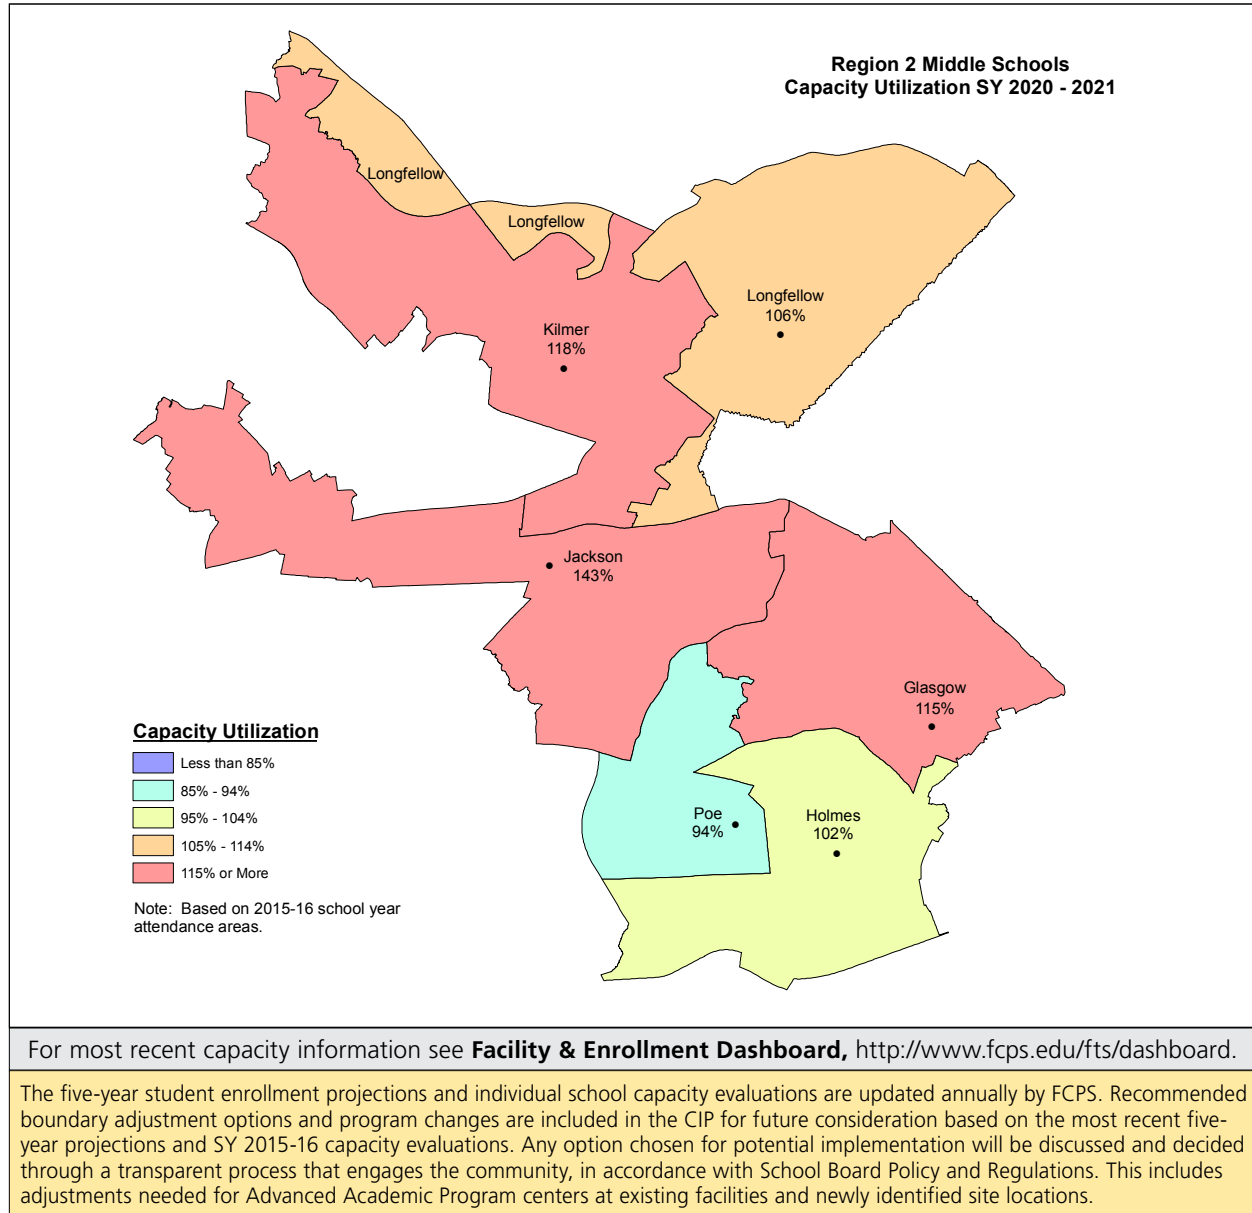 Region 2 Middle Schools
Capacity Utilization SY 2020 - 2021
Longfellow
Longfellow
Longfellow
106%
Kilmer
118%
Jackson
143%
Glasgow
115%
Poe
94%
Holmes
102%
Capacity Utilization
Less than 85%
85% - 94%
95% - 104%
105% - 114%
115% or More
Note:  Based on 2015-16 school year
attendance areas.
For most recent capacity information see Facility & Enrollment Dashboard, http://www.fcps.edu/fts/dashboard.
The five-year student enrollment projections and individual school capacity evaluations are updated annually by FCPS. Recommended
boundary adjustment options and program changes are included in the CIP for future consideration based on the most recent five-
year projections and SY 2015-16 capacity evaluations. Any option chosen for potential implementation will be discussed and decided
through a transparent process that engages the community, in accordance with School Board Policy and Regulations. This includes
adjustments needed for Advanced Academic Program centers at existing facilities and newly identified site locations.